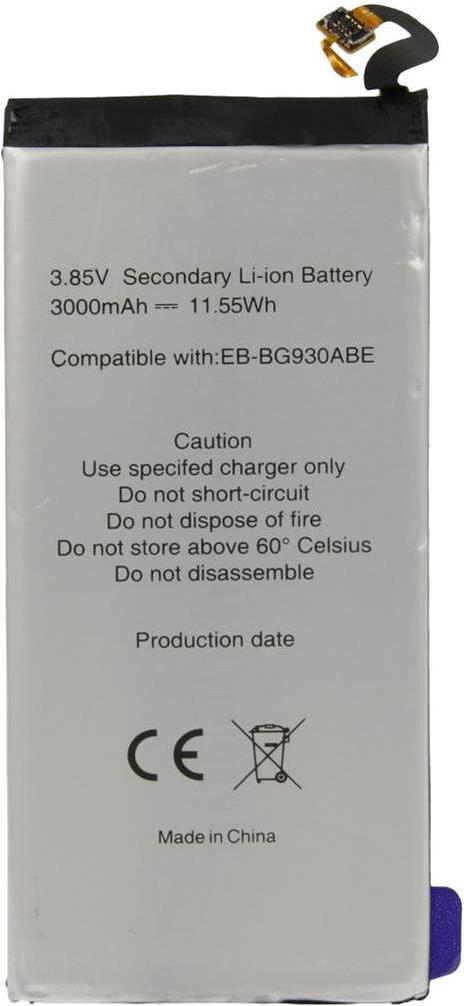 3.85V Secondary Li-ion Battery
3000mAh ⎓ 11.55Wh
Compatible with:EB-BG930ABE
Caution
Use specifed charger only
Do not short-circuit
Do not dispose of fire
Do not store above 60° Celsius
Do not disassemble
Production date
CE
Made in China